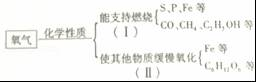 S、P、Fe 等
能支持燃烧
(Ⅰ)
CO、CH₄、C₂H₅OH 等
氧气
化学性质
Fe 等
使其他物质缓慢氧化
(Ⅱ)
C₆H₁₂O₆ 等